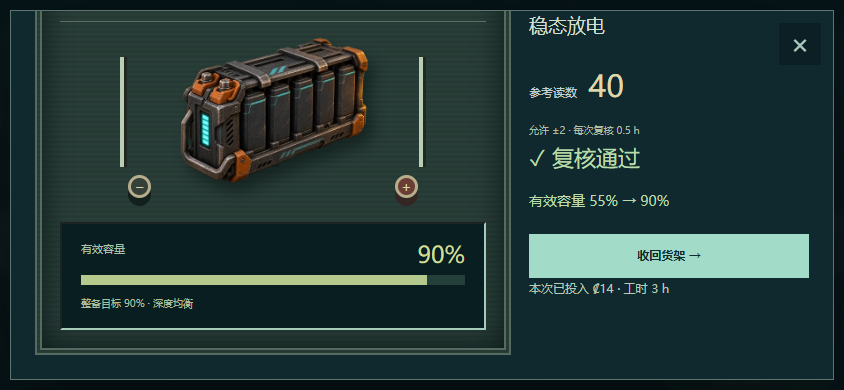 稳态放电
×
参考读数 40
允许 ±2 · 每次复核 0.5 h
✓ 复核通过
有效容量 55% → 90%
收回货架 →
本次已投入 ₡14 · 工时 3 h
−
+
有效容量
90%
整备目标 90% · 深度均衡